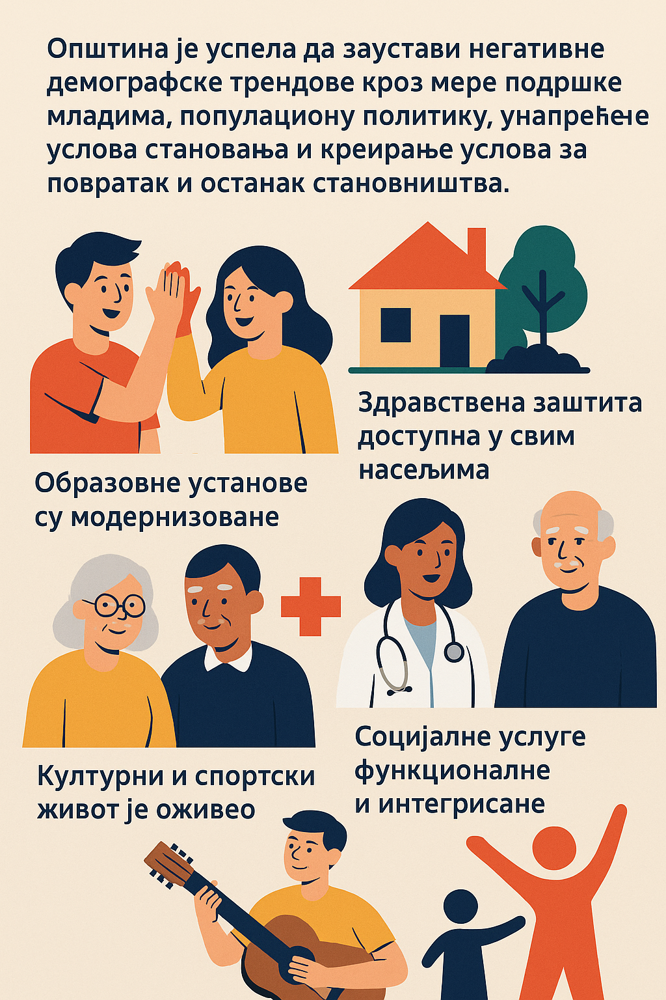 Општина је успела да заустави негативне
демографске трендове кроз мере подршке
младима, популациону политику, унапређене
услова становања и креирање услова за
повратак и останак становништва.
Здравствена заштита
доступна у свим
насељима
Образовне установе
су модернизоване
Социјалне услуге
функционалне
и интегрисане
Културни и спортски
живот је оживео